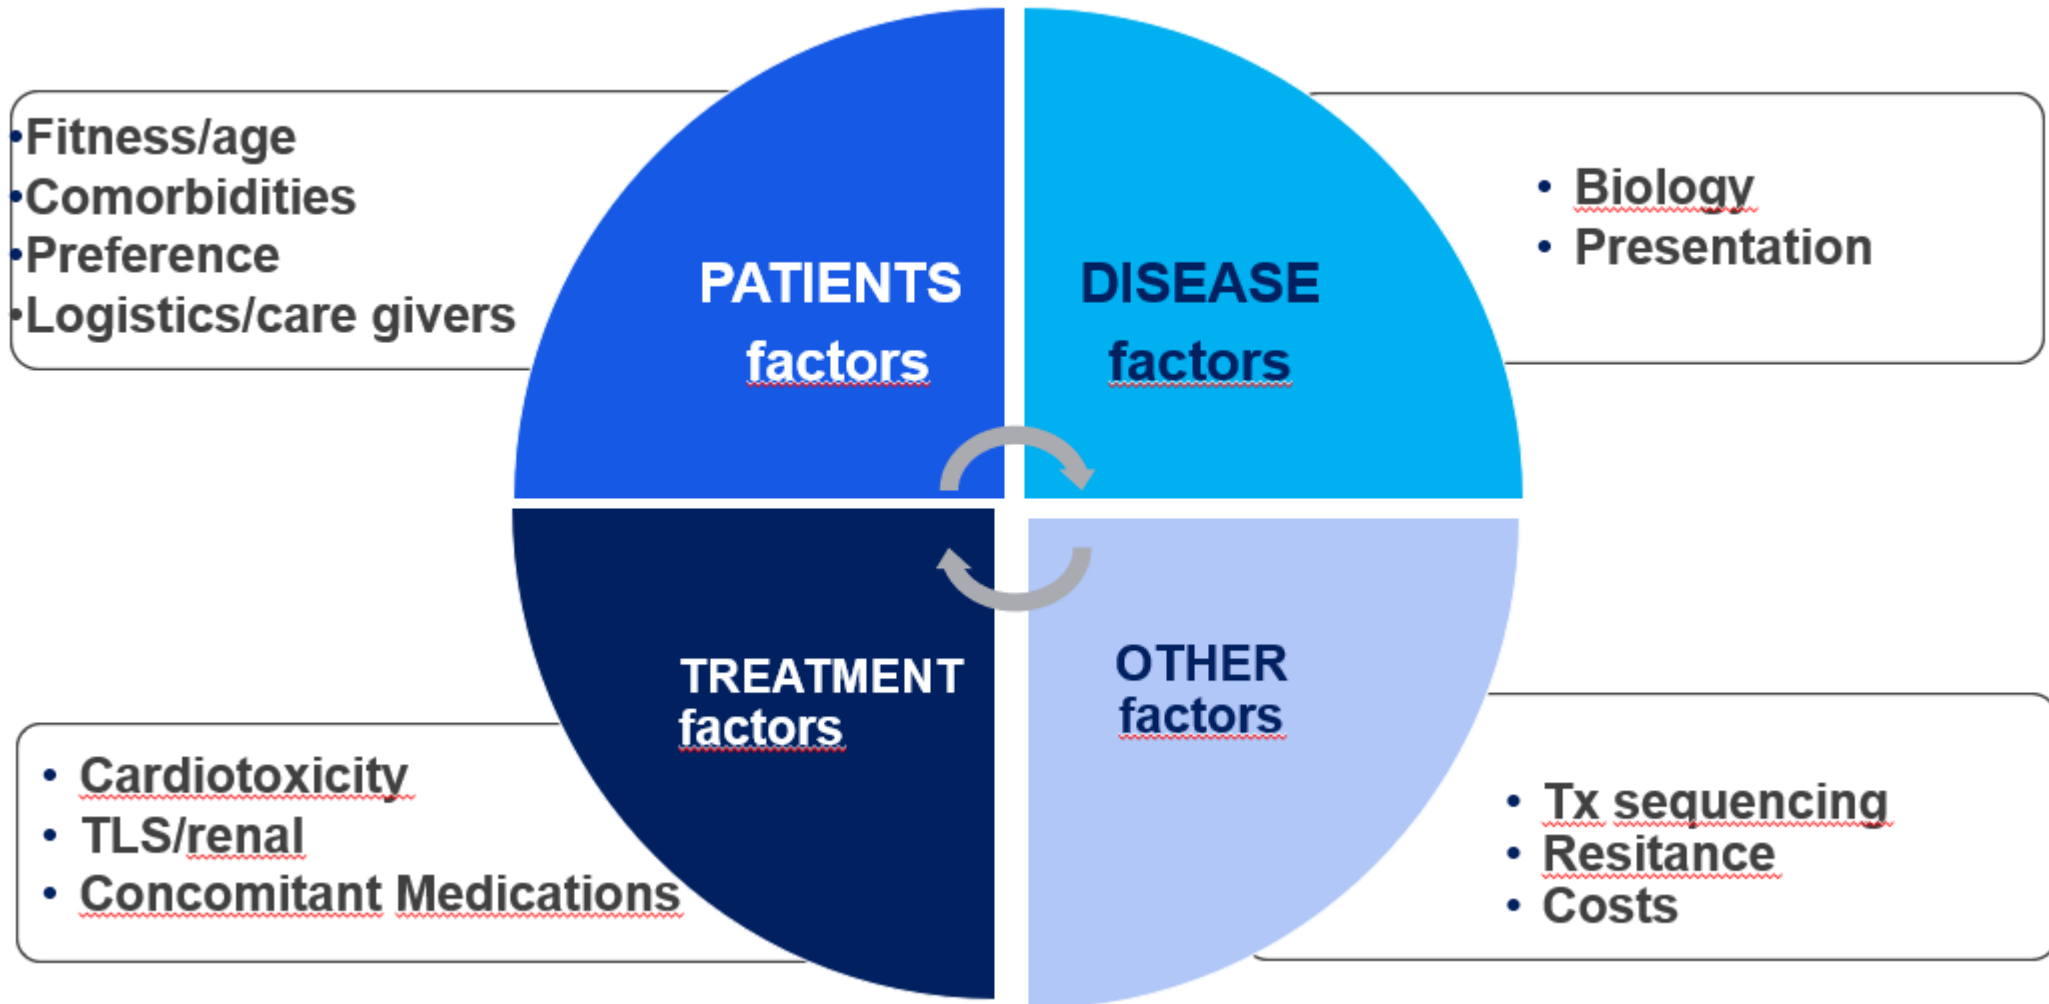 •Fitness/age
•Comorbidities
•Preference
•Logistics/care givers
PATIENTS
factors
DISEASE
factors
• Biology
• Presentation
TREATMENT
factors
• Cardiotoxicity
• TLS/renal
• Concomitant Medications
OTHER
factors
• Tx sequencing
• Resitance
• Costs